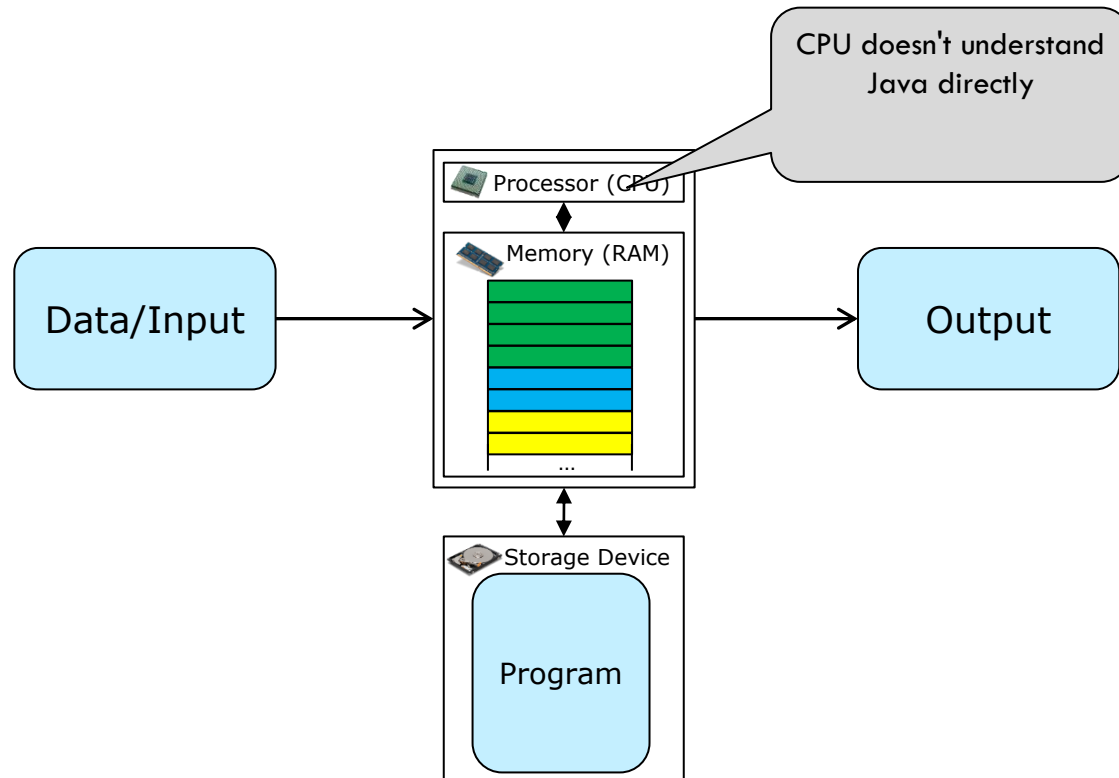 CPU doesn't understand
Java directly
Processor (CPU)
Memory (RAM)
Data/Input
Output
...
Storage Device
Program